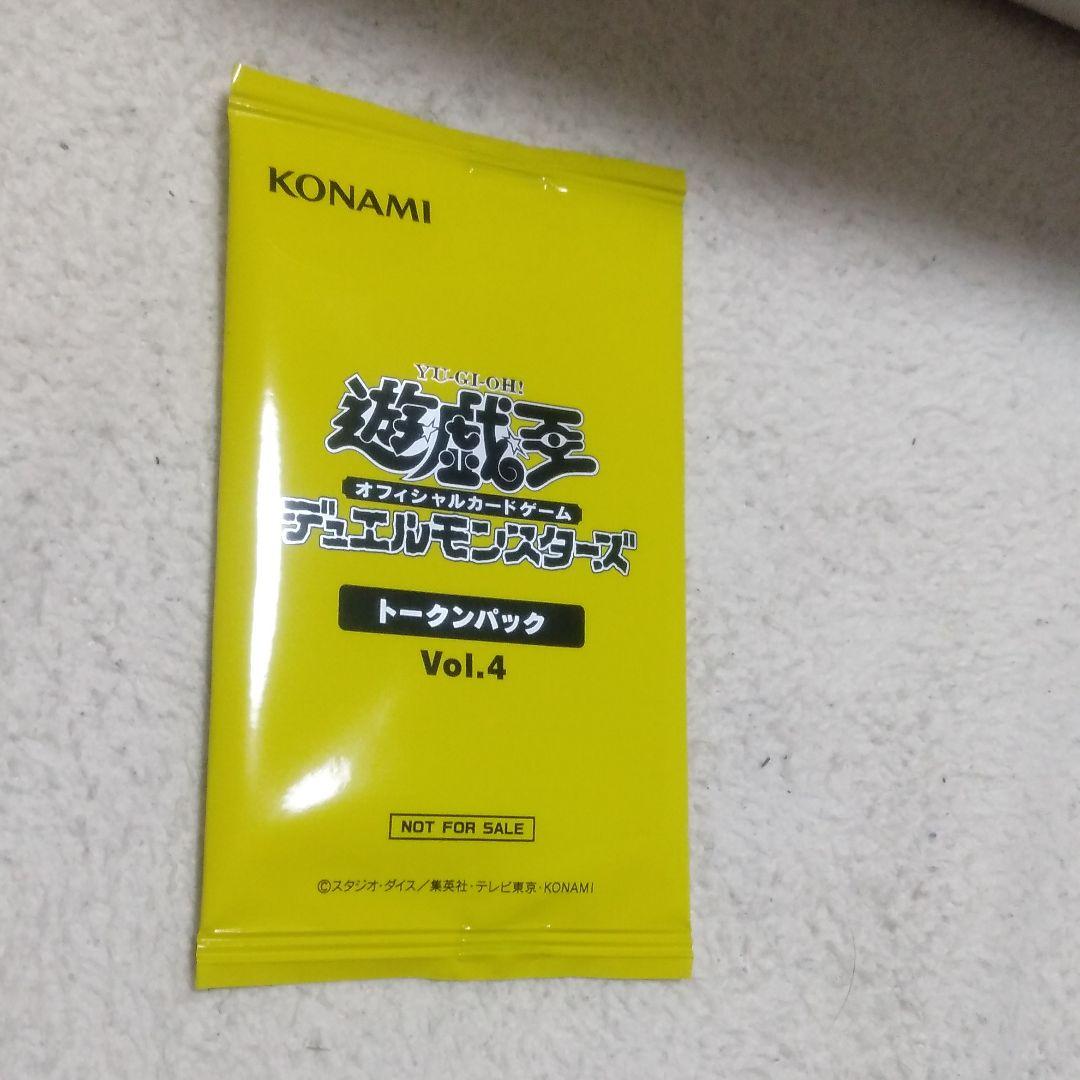 KONAMI
YU-GI-OH!
遊☆戯☆王
オフィシャルカードゲーム
デュエルモンスターズ
トークンパック
Vol.4
NOT FOR SALE
©スタジオ・ダイス／集英社・テレビ東京・KONAMI